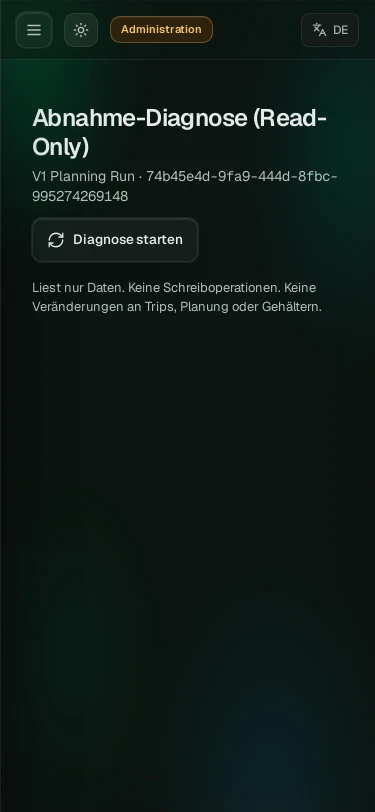 Administration
DE
Abnahme-Diagnose (Read-
Only)
V1 Planning Run · 74b45e4d-9fa9-444d-8fbc-
995274269148
Diagnose starten
Liest nur Daten. Keine Schreiboperationen. Keine
Veränderungen an Trips, Planung oder Gehältern.